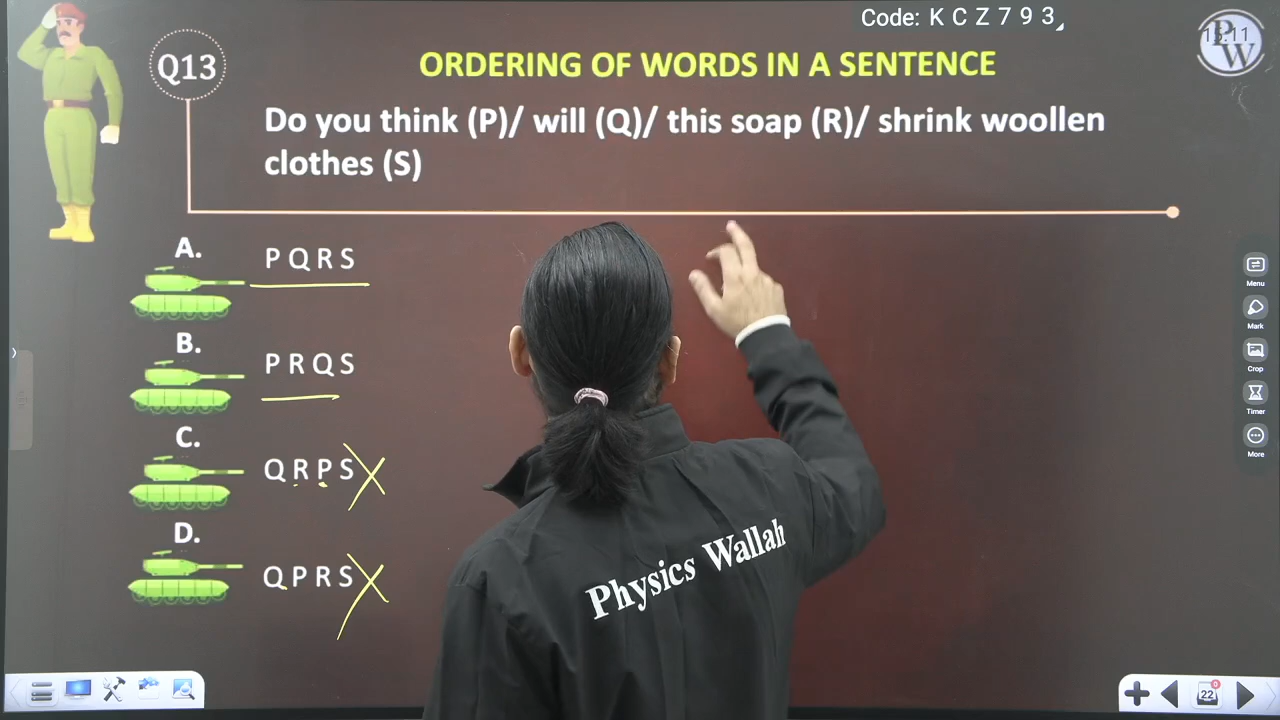 Code: K C Z 7 9 3
Q13
ORDERING OF WORDS IN A SENTENCE
Do you think (P)/ will (Q)/ this soap (R)/ shrink woollen
clothes (S)
A.
P Q R S
B.
P R Q S
C.
Q R P S
D.
Q P R S
Physics Wallah
PW
Menu
Mark
Crop
Timer
More
22